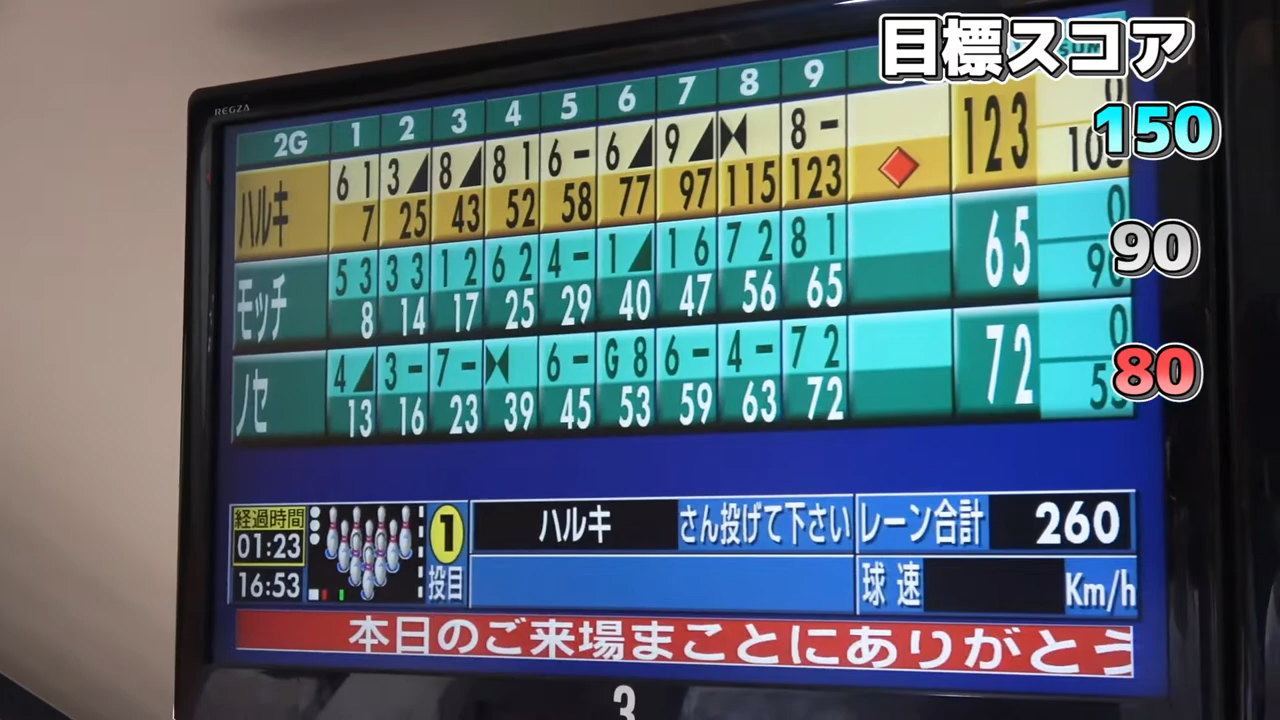 目標スコア
REGZA
2G 1 2 3 4 5 6 7 8 9
ハルキ 6 1 3 ◢ 8 ◢ 8 1 6 - 6 ◢ 9 ◢ ⧓ 8 - 123 0
7 25 43 52 58 77 97 115 123
150
モッチ 5 3 3 3 1 2 6 2 4 - 1 ◢ 1 6 7 2 8 1 65 0
8 14 17 25 29 40 47 56 65
90
ノセ 4 ◢ 3 - 7 - ⧓ 6 - G 8 6 - 4 - 7 2 72 0
13 16 23 39 45 53 59 63 72
80
経過時間
01:23
16:53
1
投目
ハルキ さん投げて下さい
レーン合計 260
球速 Km/h
本日のご来場まことにありがとう
3